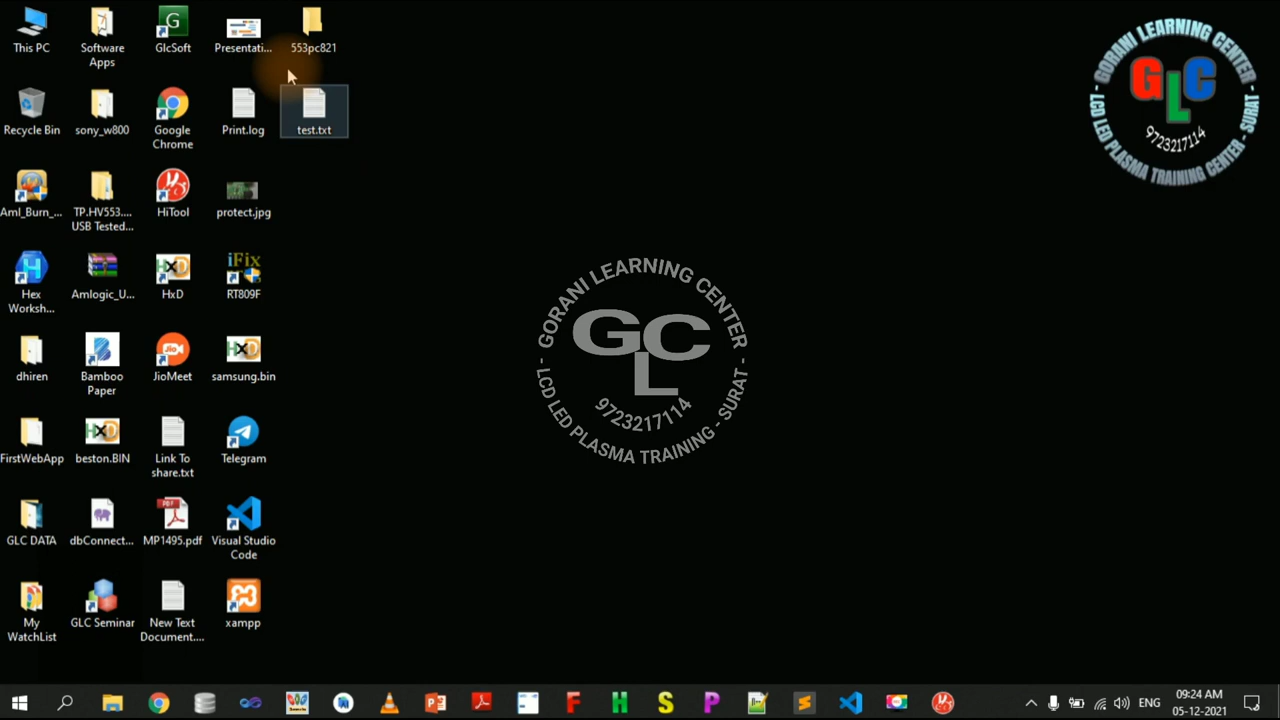 This PC
Software
Apps
GlcSoft
Presentati...
553pc821
Recycle Bin
sony_w800
Google
Chrome
Print.log
test.txt
Aml_Burn_...
TP.HV553....
USB Tested...
HiTool
protect.jpg
Hex
Worksh...
Amlogic_U...
HxD
iFix
RT809F
dhiren
Bamboo
Paper
JioMeet
samsung.bin
FirstWebApp
beston.BIN
Link To
share.txt
Telegram
GLC DATA
dbConnect...
MP1495.pdf
Visual Studio
Code
My
WatchList
GLC Seminar
New Text
Document....
xampp
GORANI LEARNING CENTER
GLC
9723217114
- LCD LED PLASMA TRAINING - SURAT -
GORANI LEARNING CENTER
GLC
9723217114
LCD LED PLASMA TRAINING CENTER - SURAT
ENG
09:24 AM
05-12-2021